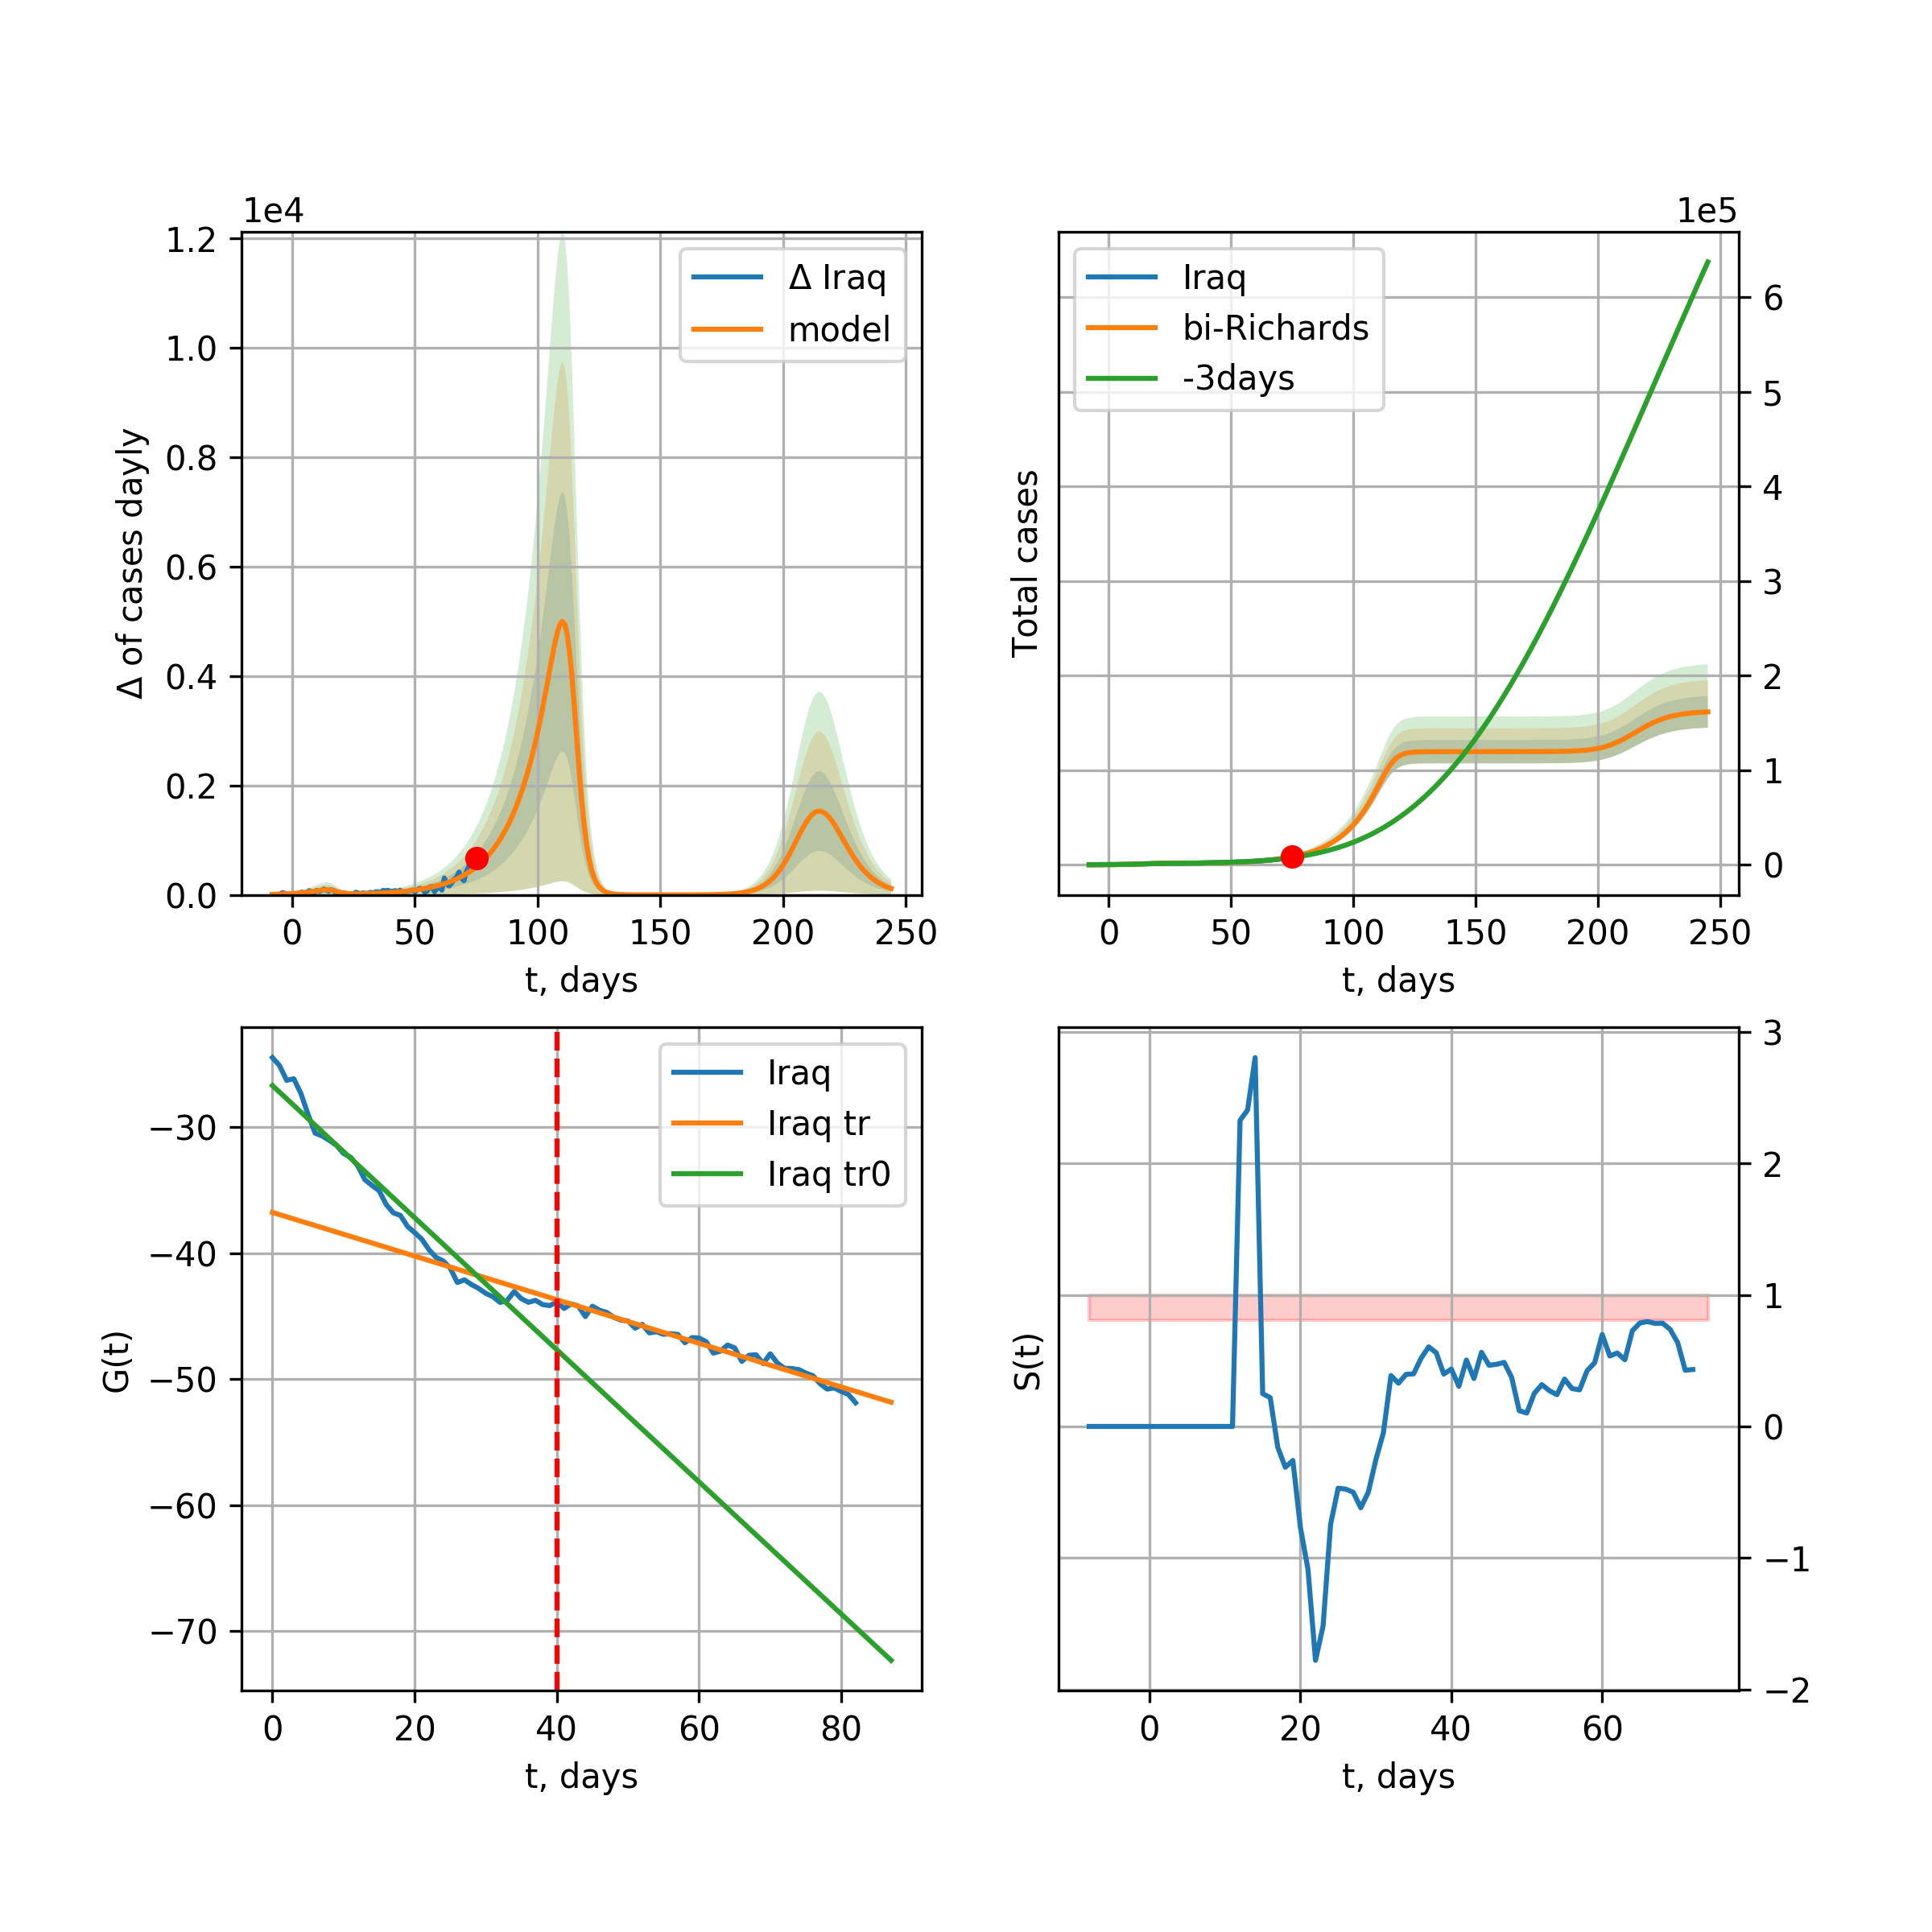 1e4
1.2
1.0
0.8
0.6
0.4
0.2
0.0
Δ of cases dayly
Δ Iraq
model
0 50 100 150 200 250
t, days
1e5
Iraq
bi-Richards
-3days
Total cases
6
5
4
3
2
1
0
0 50 100 150 200 250
t, days
−30
−40
−50
−60
−70
G(t)
Iraq
Iraq tr
Iraq tr0
0 20 40 60 80
t, days
S(t)
3
2
1
0
−1
−2
0 20 40 60
t, days